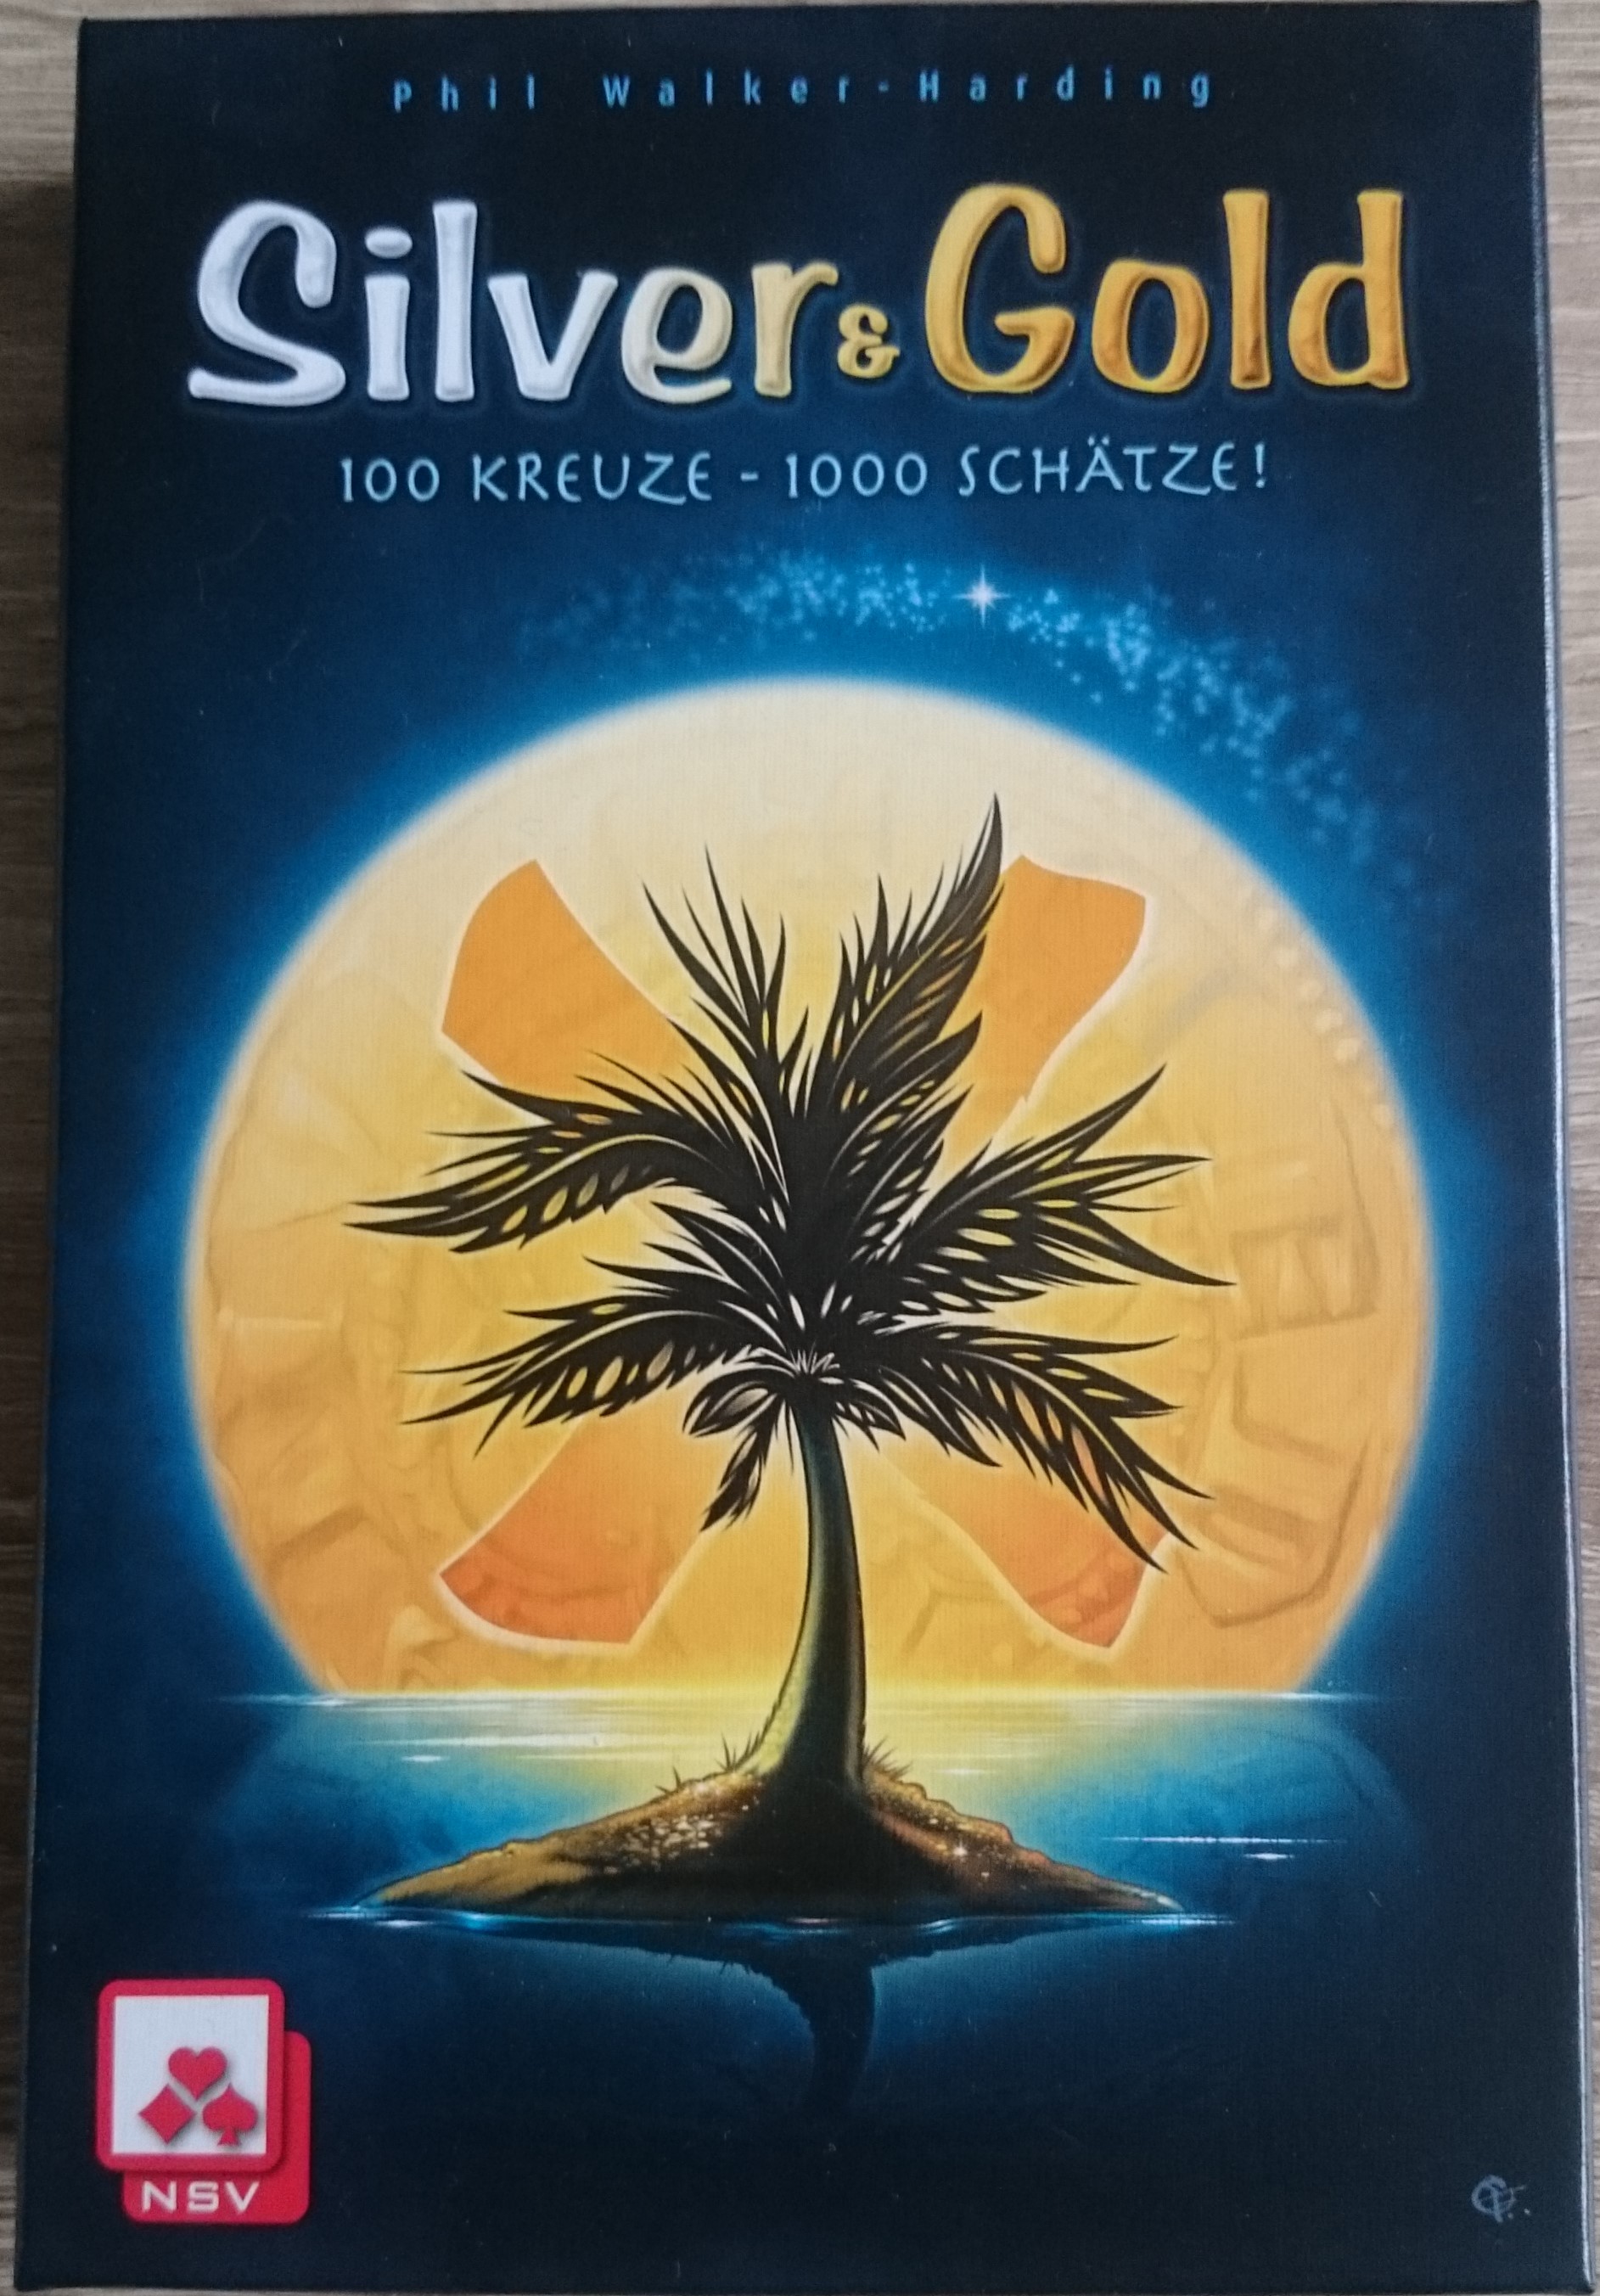 Phil Walker-Harding
Silver & Gold
100 KREUZE - 1000 SCHÄTZE!
NSV